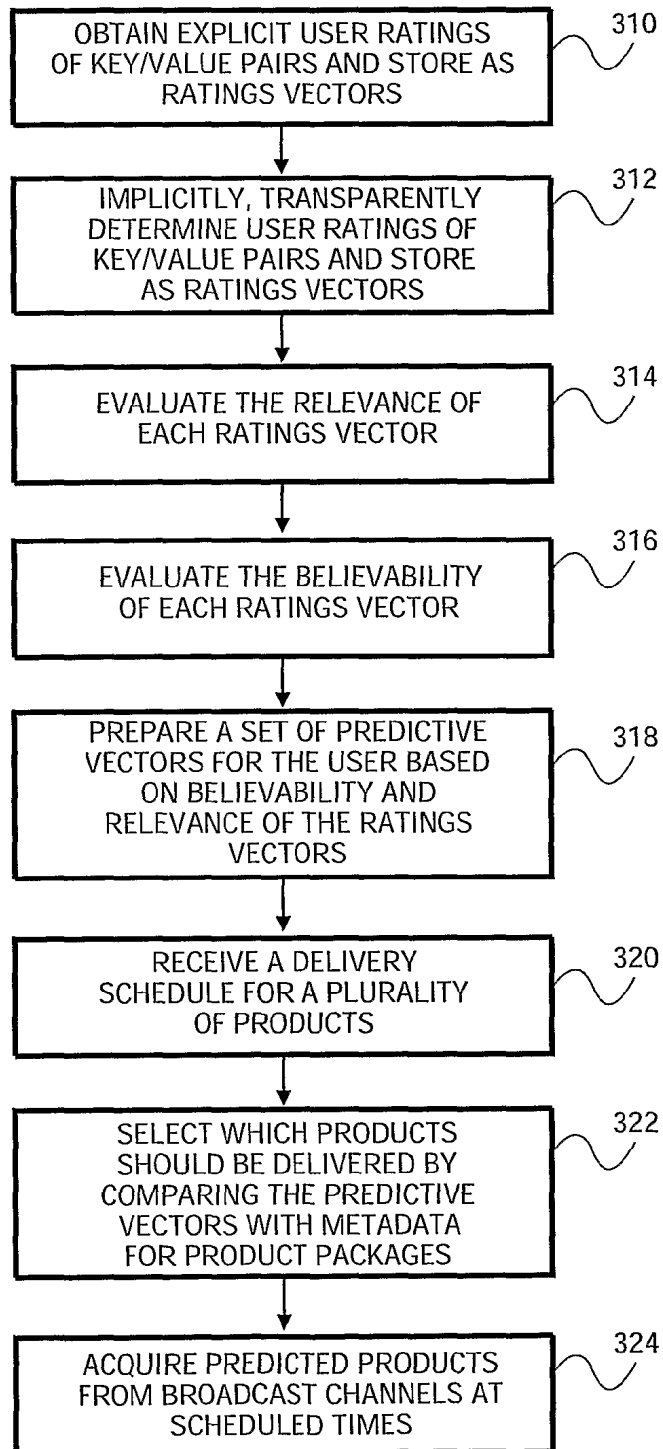 OBTAIN EXPLICIT USER RATINGS
OF KEY/VALUE PAIRS AND STORE AS
RATINGS VECTORS
310
IMPLICITLY, TRANSPARENTLY
DETERMINE USER RATINGS OF
KEY/VALUE PAIRS AND STORE
AS RATINGS VECTORS
312
EVALUATE THE RELEVANCE OF
EACH RATINGS VECTOR
314
EVALUATE THE BELIEVABILITY
OF EACH RATINGS VECTOR
316
PREPARE A SET OF PREDICTIVE
VECTORS FOR THE USER BASED
ON BELIEVABILITY AND
RELEVANCE OF THE RATINGS
VECTORS
318
RECEIVE A DELIVERY
SCHEDULE FOR A PLURALITY
OF PRODUCTS
320
SELECT WHICH PRODUCTS
SHOULD BE DELIVERED BY
COMPARING THE PREDICTIVE
VECTORS WITH METADATA
FOR PRODUCT PACKAGES
322
ACQUIRE PREDICTED PRODUCTS
FROM BROADCAST CHANNELS AT
SCHEDULED TIMES
324